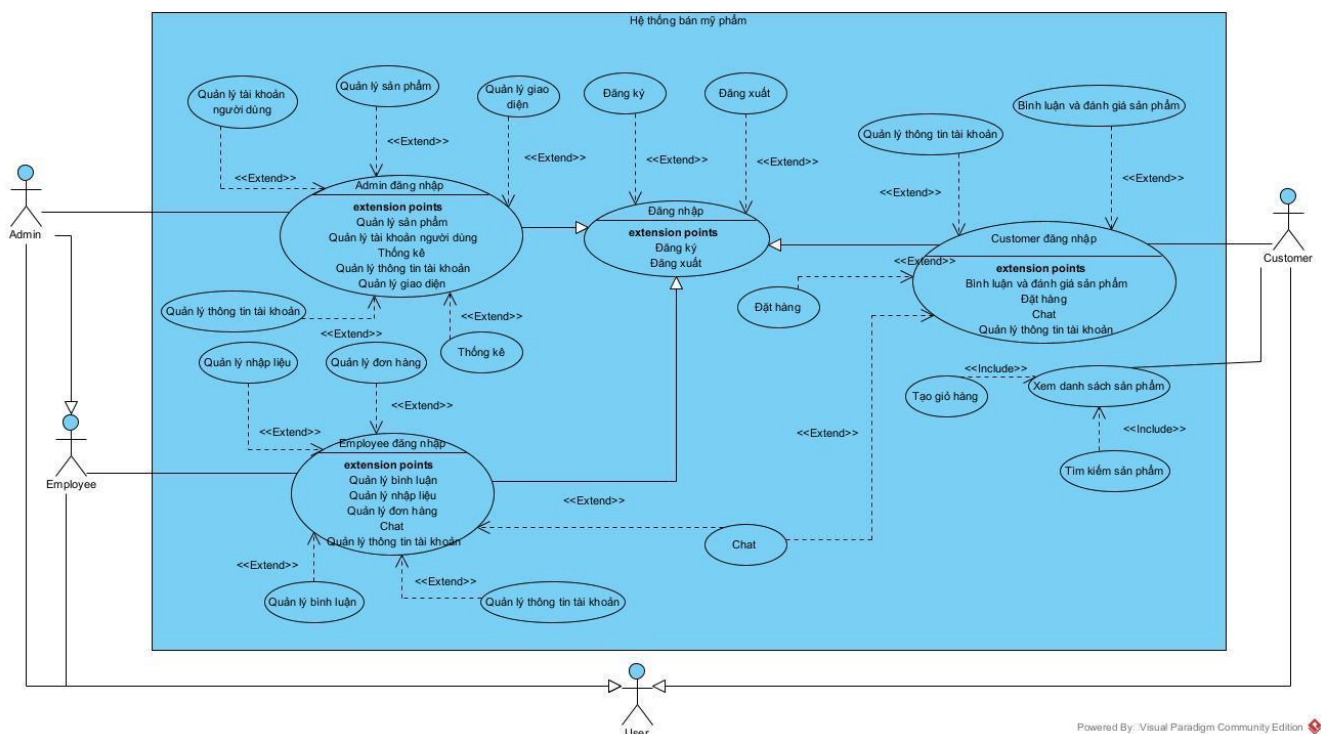 Hệ thống bán mỹ phẩm
Quản lý tài khoản
người dùng
Quản lý sản phẩm
Quản lý giao
diện
Đăng ký
Đăng xuất
Bình luận và đánh giá sản phẩm
Quản lý thông tin tài khoản
<<Extend>>
<<Extend>>
<<Extend>>
<<Extend>>
<<Extend>>
<<Extend>>
<<Extend>>
Admin
Admin đăng nhập
extension points
Quản lý sản phẩm
Quản lý tài khoản người dùng
Thống kê
Quản lý thông tin tài khoản
Quản lý giao diện
Đăng nhập
extension points
Đăng ký
Đăng xuất
Customer đăng nhập
extension points
Bình luận và đánh giá sản phẩm
Đặt hàng
Chat
Quản lý thông tin tài khoản
Customer
<<Extend>>
Đặt hàng
Quản lý thông tin tài khoản
<<Extend>>
<<Extend>>
Thống kê
Quản lý nhập liệu
Quản lý đơn hàng
<<Include>>
Tạo giỏ hàng
Xem danh sách sản phẩm
<<Extend>>
<<Extend>>
<<Extend>>
<<Include>>
Tìm kiếm sản phẩm
Employee
Employee đăng nhập
extension points
Quản lý bình luận
Quản lý nhập liệu
Quản lý đơn hàng
Chat
Quản lý thông tin tài khoản
<<Extend>>
Chat
<<Extend>>
<<Extend>>
Quản lý bình luận
Quản lý thông tin tài khoản
User
Powered By: Visual Paradigm Community Edition